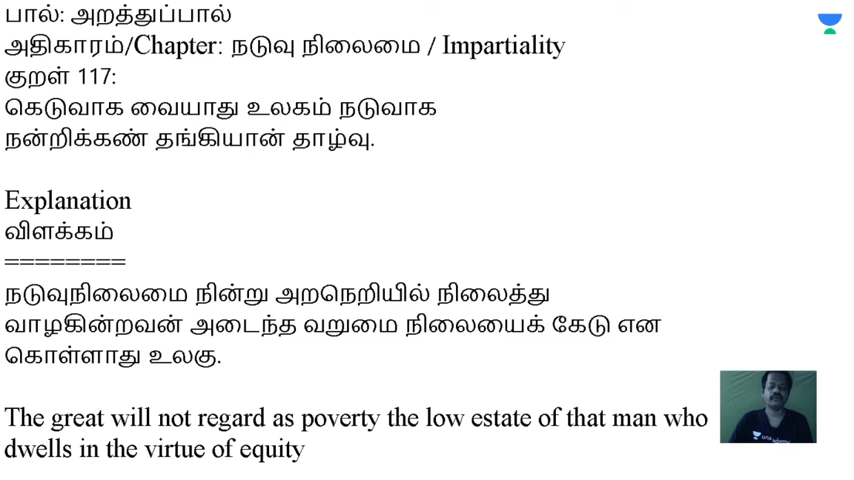 பால்: அறத்துப்பால்
அதிகாரம்/Chapter: நடுவு நிலைமை / Impartiality
குறள் 117:
கெடுவாக வையாது உலகம் நடுவாக
நன்றிக்கண் தங்கியான் தாழ்வு.
Explanation
விளக்கம்
========
நடுவுநிலைமை நின்று அறநெறியில் நிலைத்து
வாழகின்றவன் அடைந்த வறுமை நிலையைக் கேடு என
கொள்ளாது உலகு.
The great will not regard as poverty the low estate of that man who
dwells in the virtue of equity